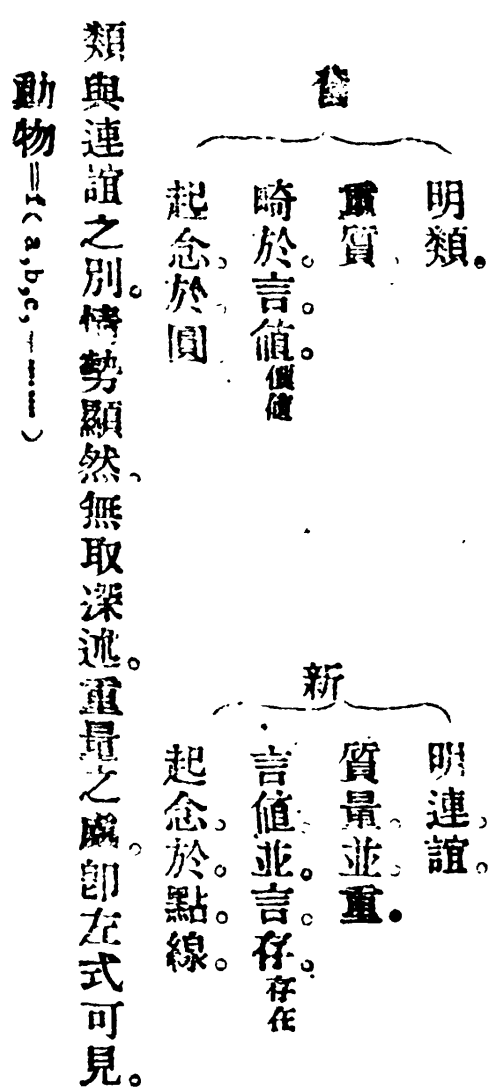 舊
明類。
重質、
畸於言值。價值
起念於圓
新
明連誼。
質量並重。
言值並言存。存在
起念於點線。
類與連誼之別。情勢顯然。無取深述。重量之處。即左式可見。
動物=f(a,b,c,————)